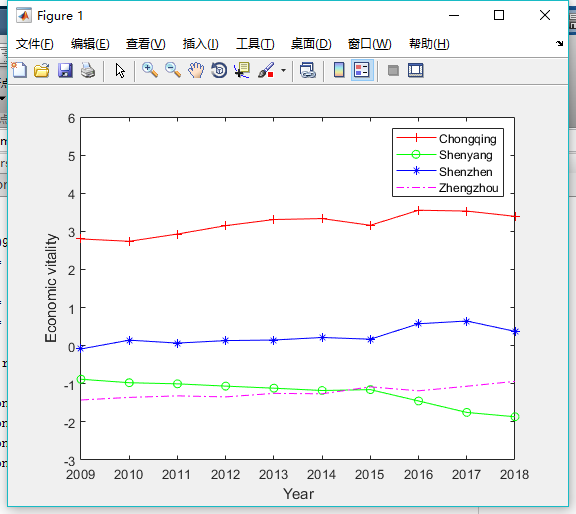 Figure 1
文件(F) 编辑(E) 查看(V) 插入(I) 工具(T) 桌面(D) 窗口(W) 帮助(H)
6
5
4
3
2
1
0
-1
-2
-3
Economic vitality
Chongqing
Shenyang
Shenzhen
Zhengzhou
2009 2010 2011 2012 2013 2014 2015 2016 2017 2018
Year